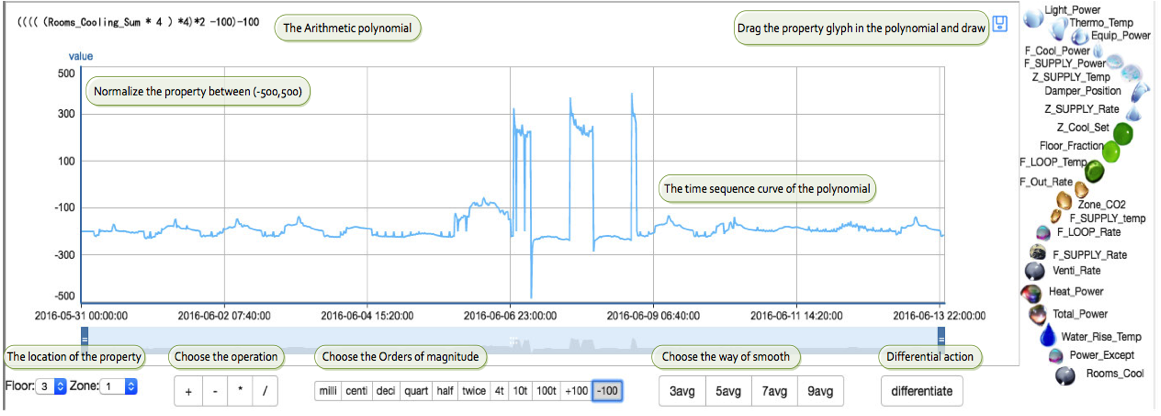 (((( (Rooms_Cooling_Sum * 4 ) *4)*2 -100)-100
The Arithmetic polynomial
Drag the property glyph in the polynomial and draw
value
500
300
100
-100
-300
-500
Normalize the property between (-500,500)
The time sequence curve of the polynomial
2016-05-31 00:00:00
2016-06-02 07:40:00
2016-06-04 15:20:00
2016-06-06 23:00:00
2016-06-09 06:40:00
2016-06-11 14:20:00
2016-06-13 22:00:00
The location of the property
Choose the operation
Choose the Orders of magnitude
Choose the way of smooth
Differential action
Floor: 3 Zone: 1
+ - * /
milli centi deci quart half twice 4t 10t 100t +100 -100
3avg 5avg 7avg 9avg
differentiate
Light_Power
Thermo_Temp
Equip_Power
F_Cool_Power
F_SUPPLY_Power
Z_SUPPLY_Temp
Damper_Position
Z_SUPPLY_Rate
Z_Cool_Set
Floor_Fraction
F_LOOP_Temp
F_Out_Rate
Zone_CO2
F_SUPPLY_temp
F_LOOP_Rate
F_SUPPLY_Rate
Venti_Rate
Heat_Power
Total_Power
Water_Rise_Temp
Power_Except
Rooms_Cool